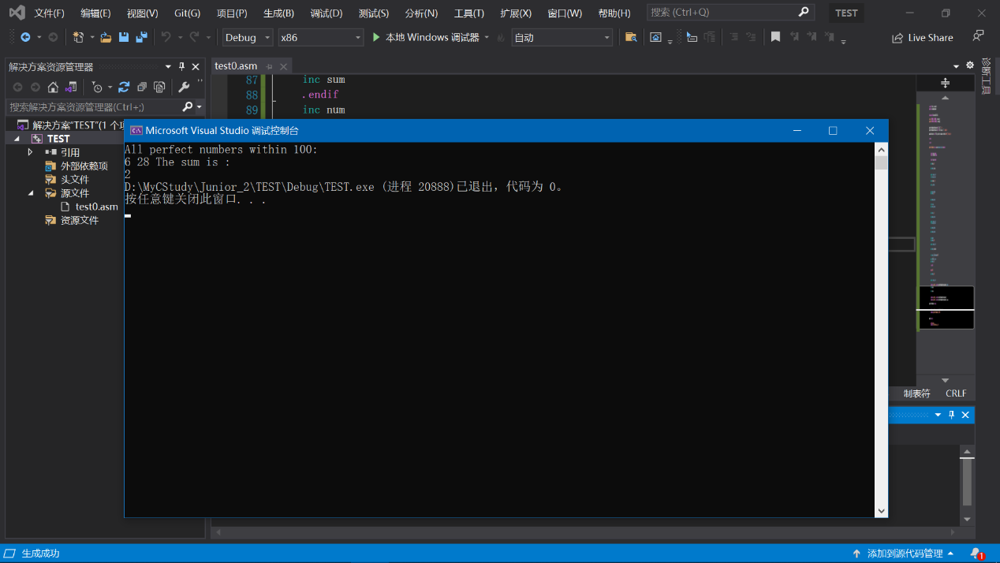 文件(F) 编辑(E) 视图(V) Git(G) 项目(P) 生成(B) 调试(D) 测试(S) 分析(N) 工具(T) 扩展(X) 窗口(W) 帮助(H) 搜索 (Ctrl+Q) TEST
Debug x86 本地 Windows 调试器 自动 Live Share
解决方案资源管理器
搜索解决方案资源管理器(Ctrl+;)
解决方案"TEST"(1 个项
TEST
引用
外部依赖项
头文件
源文件
test0.asm
资源文件
test0.asm
87 inc sum
88 .endif
89 inc num
Microsoft Visual Studio 调试控制台
All perfect numbers within 100:
6 28 The sum is :
2
D:\MyCStudy\Junior_2\TEST\Debug\TEST.exe (进程 20888)已退出，代码为 0。
按任意键关闭此窗口. . .
诊断工具
制表符 CRLF
生成成功 添加到源代码管理 1